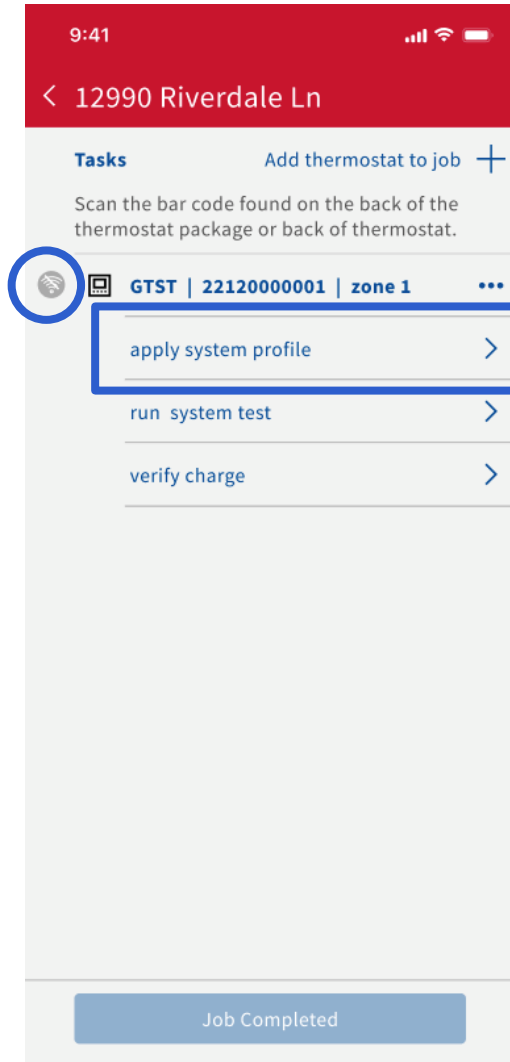 9:41
12990 Riverdale Ln
Tasks Add thermostat to job
Scan the bar code found on the back of the
thermostat package or back of thermostat.
GTST | 22120000001 | zone 1
apply system profile
run system test
verify charge
Job Completed